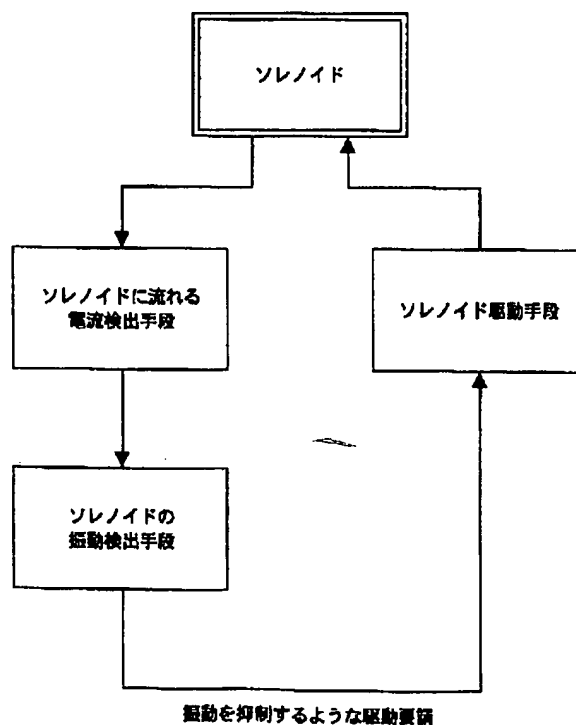 ソレノイド
ソレノイドに流れる
電流検出手段
ソレノイド駆動手段
ソレノイドの
振動検出手段
振動を抑制するような駆動要領